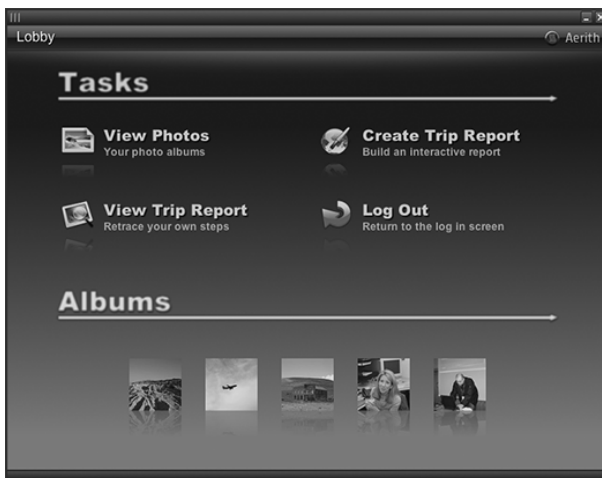 Lobby
Aerith
Tasks
View Photos
Your photo albums
Create Trip Report
Build an interactive report
View Trip Report
Retrace your own steps
Log Out
Return to the log in screen
Albums